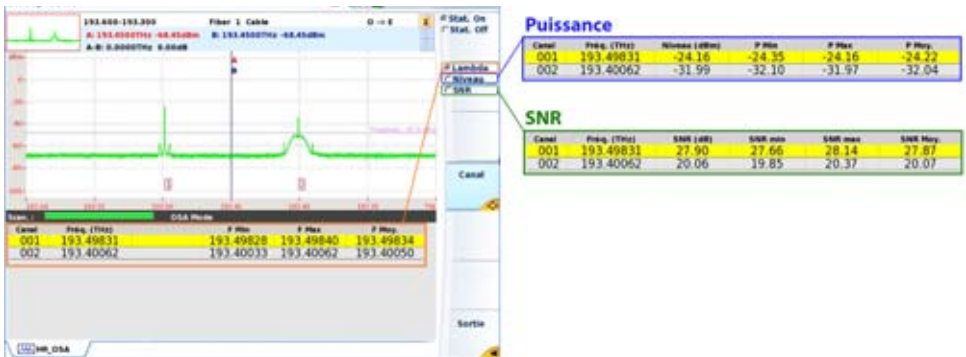 193.600-193.300 Fiber 1 Cable O -> E
A: 193.45007THz -68.45dBm B: 193.45007THz -68.45dBm
A-B: 0.0000THz 0.00dB
Stat. On
Stat. Off
Lambda
Niveau
SNR
Canal
Sortie
Scan. : OSA Mode
Canal Fréq. (THz) F Min F Max F Moy.
001 193.49831 193.49828 193.49840 193.49834
002 193.40062 193.40033 193.40062 193.40050
HR_OSA
Puissance
Canal Fréq. (THz) Niveau (dBm) P Min P Max P Moy.
001 193.49831 -24.16 -24.35 -24.16 -24.22
002 193.40062 -31.99 -32.10 -31.97 -32.04
SNR
Canal Fréq. (THz) SNR (dB) SNR min SNR max SNR Moy.
001 193.49831 27.90 27.66 28.14 27.87
002 193.40062 20.06 19.85 20.37 20.07